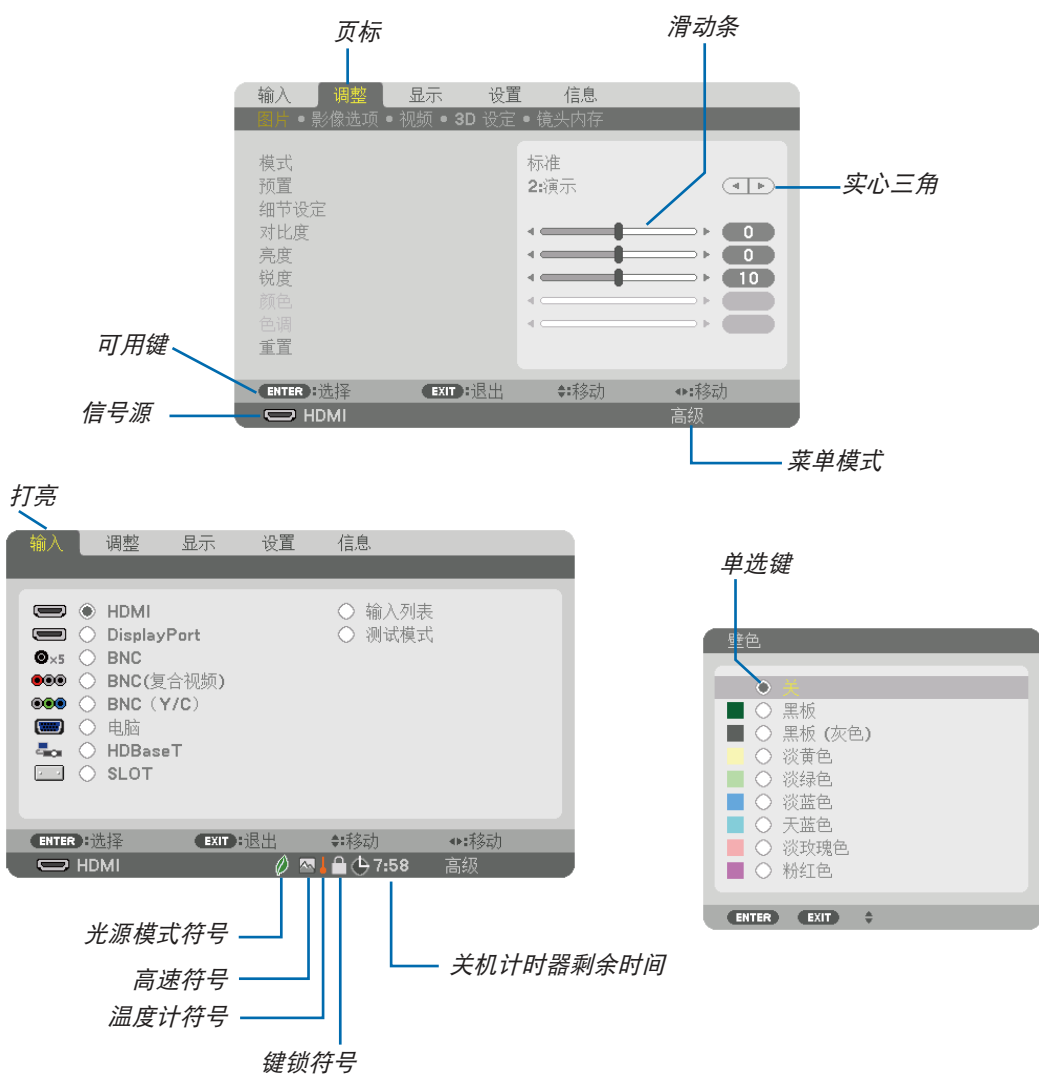 页标
滑动条
输入 调整 显示 设置 信息
图片 • 影像选项 • 视频 • 3D 设定 • 镜头内存
模式 标准
预置 2:演示
实心三角
细节设定
对比度 0
亮度 0
锐度 10
颜色
色调
重置
可用键
ENTER:选择 EXIT:退出 :移动 :移动
信号源
HDMI 高级
菜单模式
打亮
输入 调整 显示 设置 信息
HDMI 输入列表
DisplayPort 测试模式
×5 BNC
BNC(复合视频)
BNC（Y/C）
电脑
HDBaseT
SLOT
ENTER:选择 EXIT:退出 :移动 :移动
HDMI 7:58 高级
光源模式符号
高速符号
温度计符号
键锁符号
关机计时器剩余时间
单选键
壁色
关
黑板
黑板 (灰色)
淡黄色
淡绿色
淡蓝色
天蓝色
淡玫瑰色
粉红色
ENTER EXIT